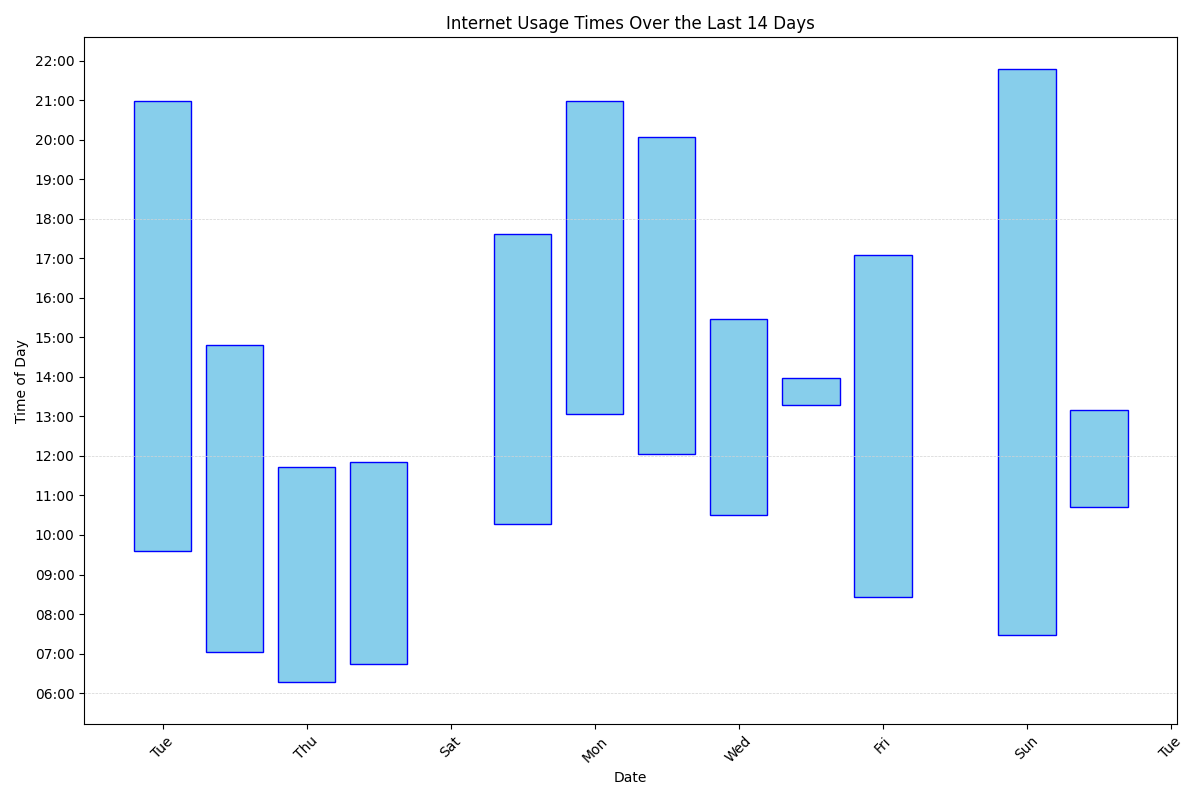 Internet Usage Times Over the Last 14 Days
Time of Day
22:00
21:00
20:00
19:00
18:00
17:00
16:00
15:00
14:00
13:00
12:00
11:00
10:00
09:00
08:00
07:00
06:00
Tue
Thu
Sat
Mon
Wed
Fri
Sun
Tue
Date